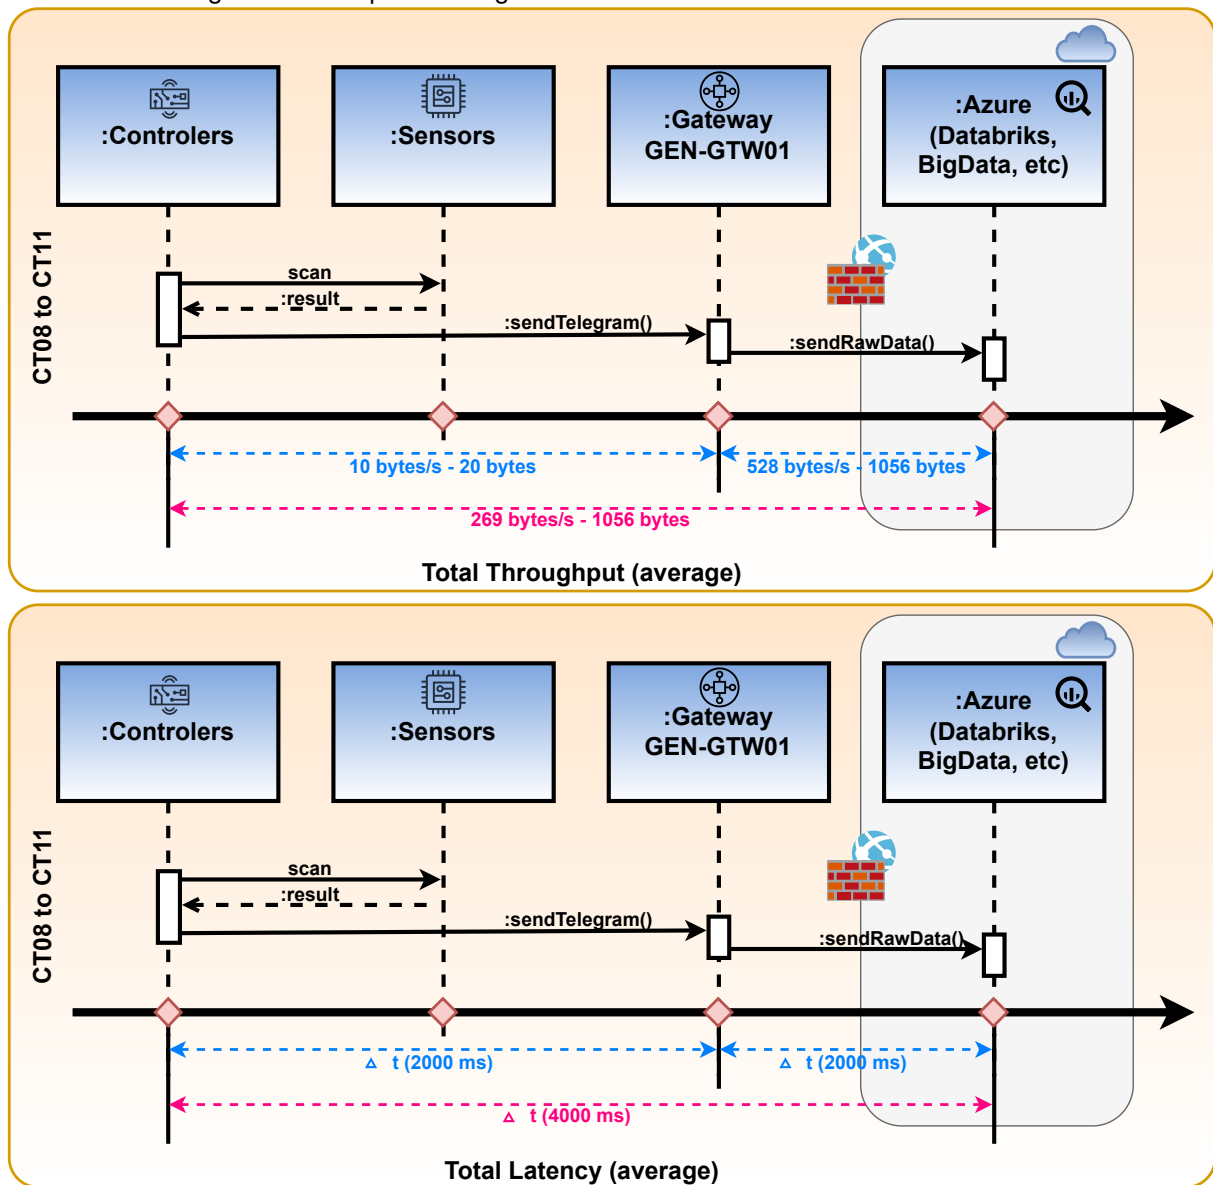 :Controlers
:Sensors
:Gateway
GEN-GTW01
:Azure
(Databriks,
BigData, etc)
CT08 to CT11
scan
:result
:sendTelegram()
:sendRawData()
10 bytes/s - 20 bytes
528 bytes/s - 1056 bytes
269 bytes/s - 1056 bytes
Total Throughput (average)
:Controlers
:Sensors
:Gateway
GEN-GTW01
:Azure
(Databriks,
BigData, etc)
CT08 to CT11
scan
:result
:sendTelegram()
:sendRawData()
△ t (2000 ms)
△ t (2000 ms)
△ t (4000 ms)
Total Latency (average)